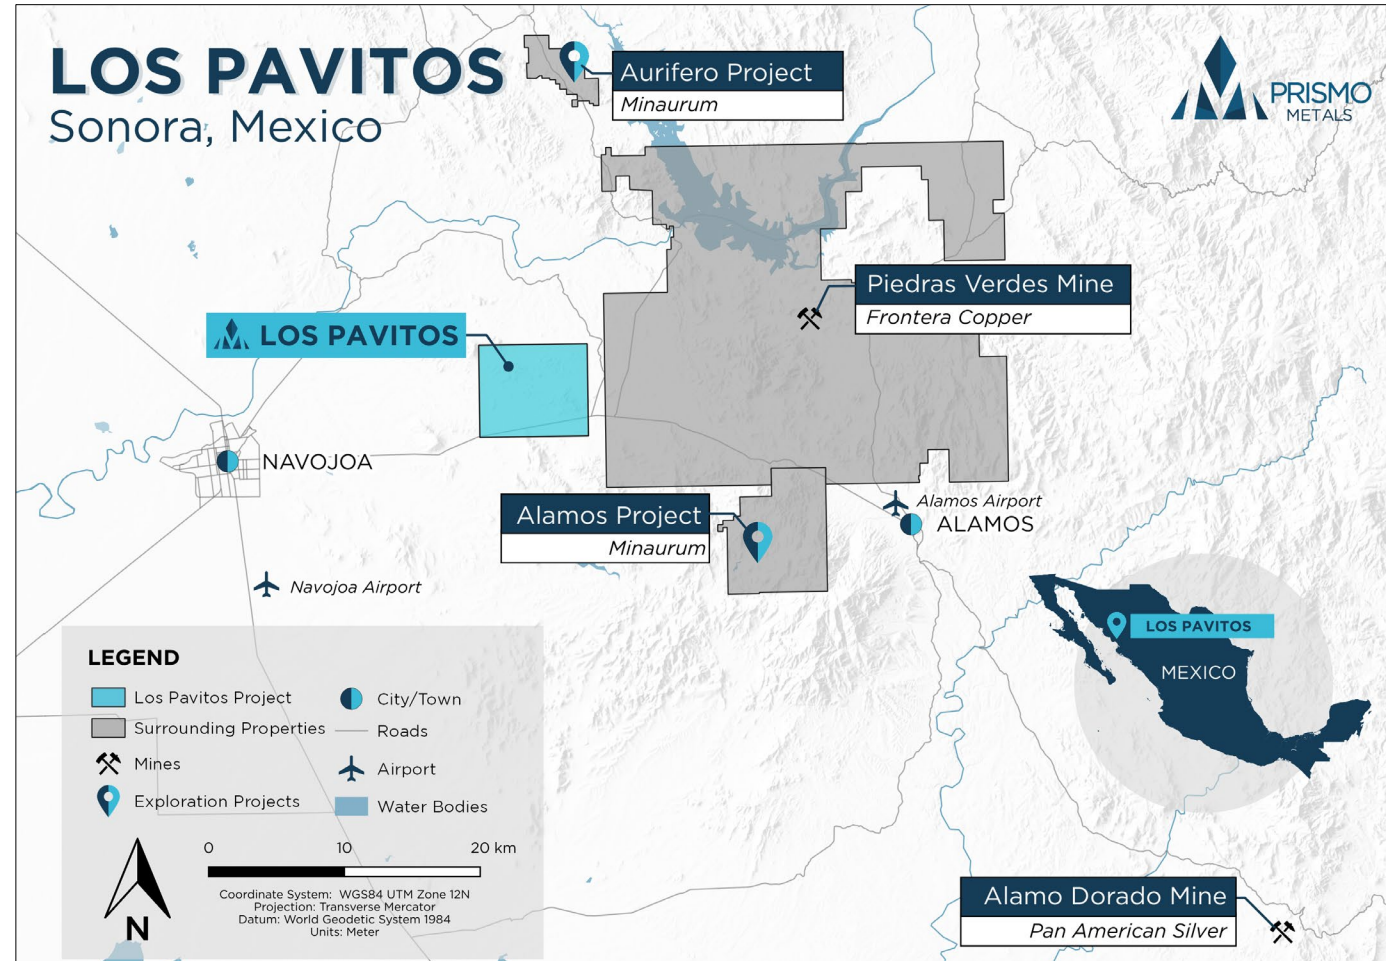 LOS PAVITOS
Sonora, Mexico
Aurifero Project
Minaurum
PRISMO
METALS
Piedras Verdes Mine
Frontera Copper
LOS PAVITOS
NAVOJOA
Alamos Project
Minaurum
Alamos Airport
ALAMOS
Navojoa Airport
LOS PAVITOS
MEXICO
LEGEND
Los Pavitos Project
City/Town
Surrounding Properties
Roads
Mines
Airport
Exploration Projects
Water Bodies
N
0 10 20 km
Coordinate System: WGS84 UTM Zone 12N
Projection: Transverse Mercator
Datum: World Geodetic System 1984
Units: Meter
Alamo Dorado Mine
Pan American Silver